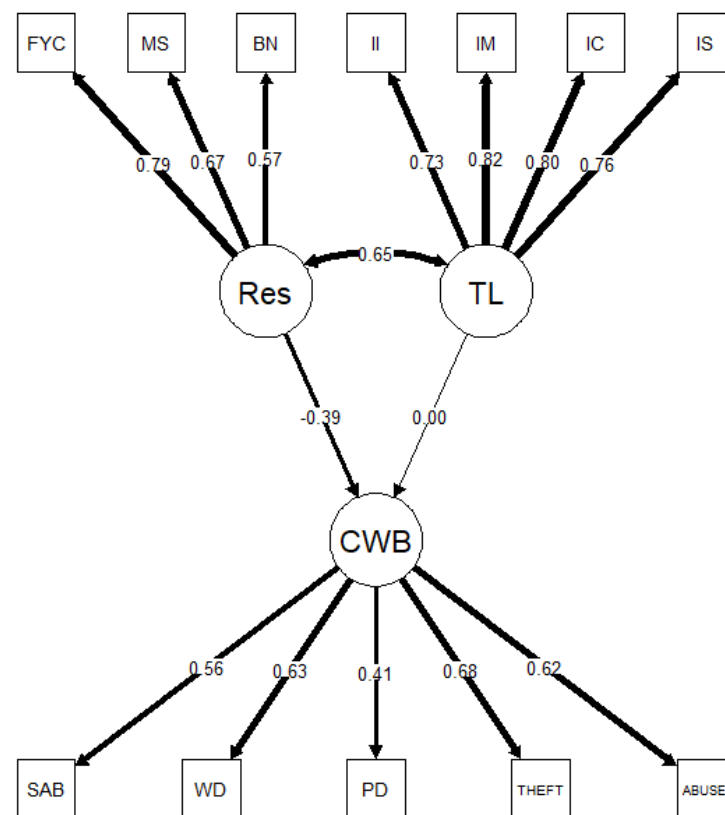 FYC MS BN II IM IC IS
0.79 0.67 0.57 0.73 0.82 0.80 0.76
0.65
Res TL
-0.39 0.00
CWB
0.56 0.63 0.41 0.68 0.62
SAB WD PD THEFT ABUSE